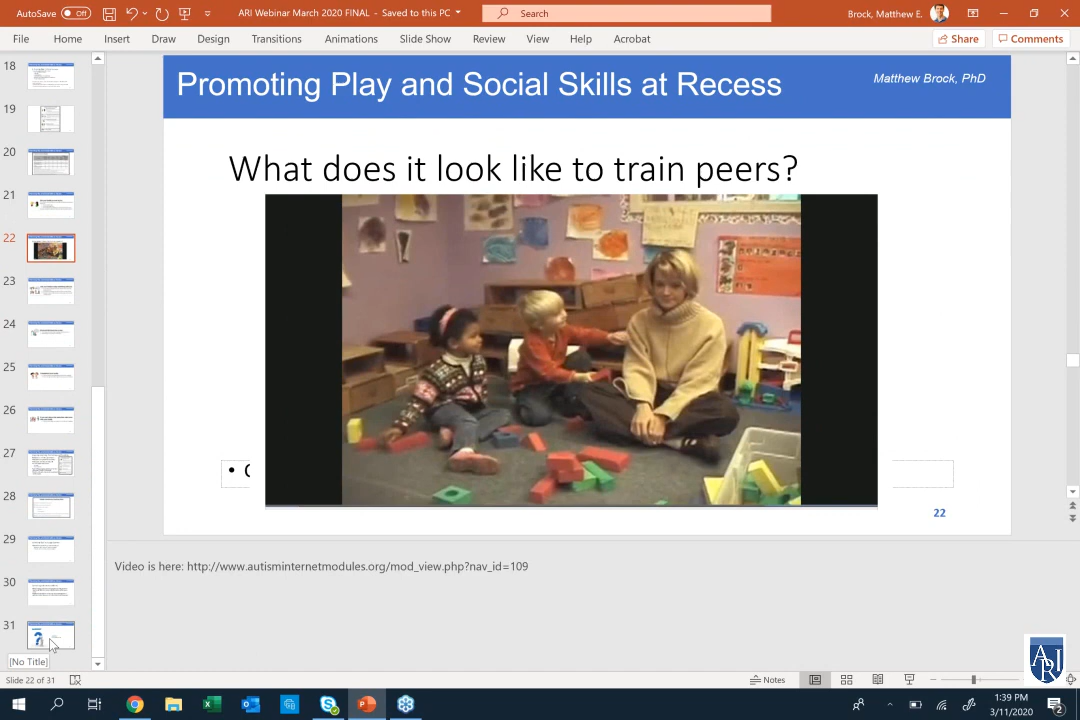 AutoSave Off
ARI Webinar March 2020 FINAL - Saved to this PC
Search
Brock, Matthew E.
File Home Insert Draw Design Transitions Animations Slide Show Review View Help Acrobat
Share Comments
18
19
20
21
22
23
24
25
26
27
28
29
30
31
[No Title]
Promoting Play and Social Skills at Recess
Matthew Brock, PhD
What does it look like to train peers?
22
Video is here: http://www.autisminternetmodules.org/mod_view.php?nav_id=109
ARI
Slide 22 of 31
Notes
1:39 PM
3/11/2020
2